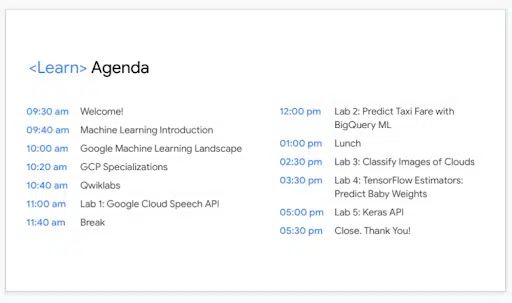 <Learn> Agenda
09:30 am Welcome!
09:40 am Machine Learning Introduction
10:00 am Google Machine Learning Landscape
10:20 am GCP Specializations
10:40 am Qwiklabs
11:00 am Lab 1: Google Cloud Speech API
11:40 am Break
12:00 pm Lab 2: Predict Taxi Fare with
BigQuery ML
01:00 pm Lunch
02:30 pm Lab 3: Classify Images of Clouds
03:30 pm Lab 4: TensorFlow Estimators:
Predict Baby Weights
05:00 pm Lab 5: Keras API
05:30 pm Close. Thank You!